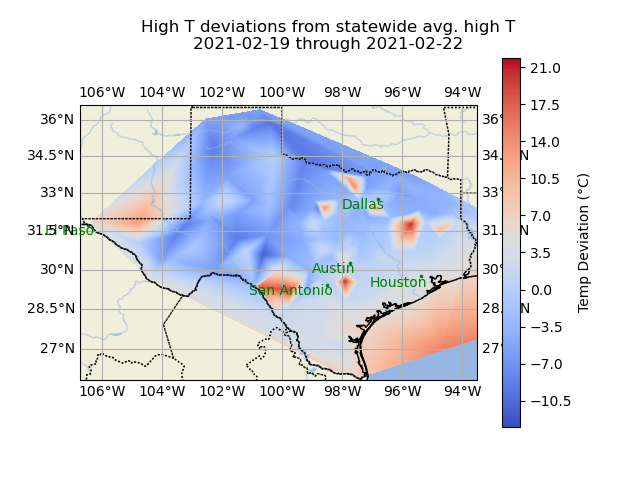 High T deviations from statewide avg. high T
2021-02-19 through 2021-02-22
106°W 104°W 102°W 100°W 98°W 96°W 94°W
36°N 36°
34.5°N 34. N
33°N 33°
31.5°N 31. N
30°N 30°
28.5°N 28. N
27°N 27°
106°W 104°W 102°W 100°W 98°W 96°W 94°W
El Paso
Dallas
Austin
Houston
San Antonio
21.0
17.5
14.0
10.5
7.0
3.5
0.0
−3.5
−7.0
−10.5
Temp Deviation (°C)